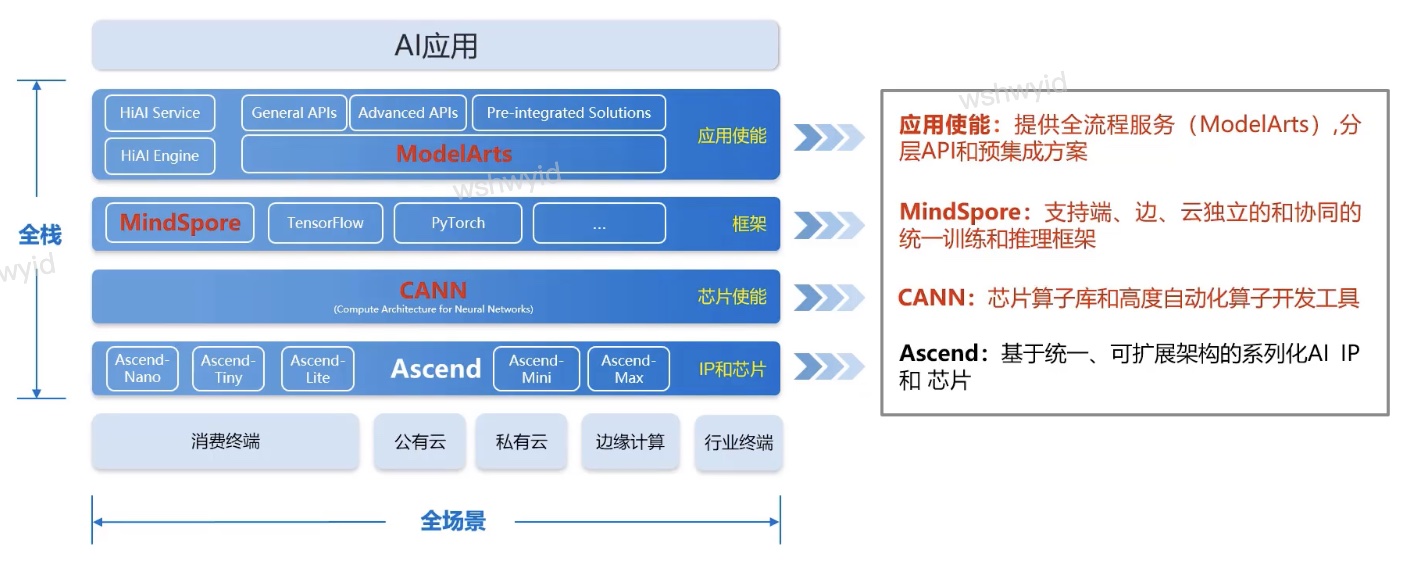 AI应用
HiAI Service
General APIs
Advanced APIs
Pre-integrated Solutions
HiAI Engine
ModelArts
应用使能
MindSpore
TensorFlow
PyTorch
...
框架
CANN
(Compute Architecture for Neural Networks)
芯片使能
Ascend-
Nano
Ascend-
Tiny
Ascend-
Lite
Ascend
Ascend-
Mini
Ascend-
Max
IP和芯片
消费终端
公有云
私有云
边缘计算
行业终端
全栈
全场景
应用使能：提供全流程服务（ModelArts）,分
层API和预集成方案
MindSpore：支持端、边、云独立的和协同的
统一训练和推理框架
CANN：芯片算子库和高度自动化算子开发工具
Ascend：基于统一、可扩展架构的系列化AI IP
和 芯片
wshwyid
wshwyid
wyid